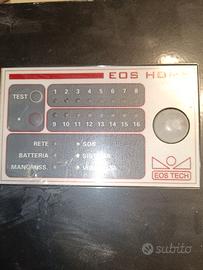 EOS HOME
TEST
1 2 3 4 5 6 7 8
9 10 11 12 13 14 15 16
RETE SOS
BATTERIA
EOS TECH
subito